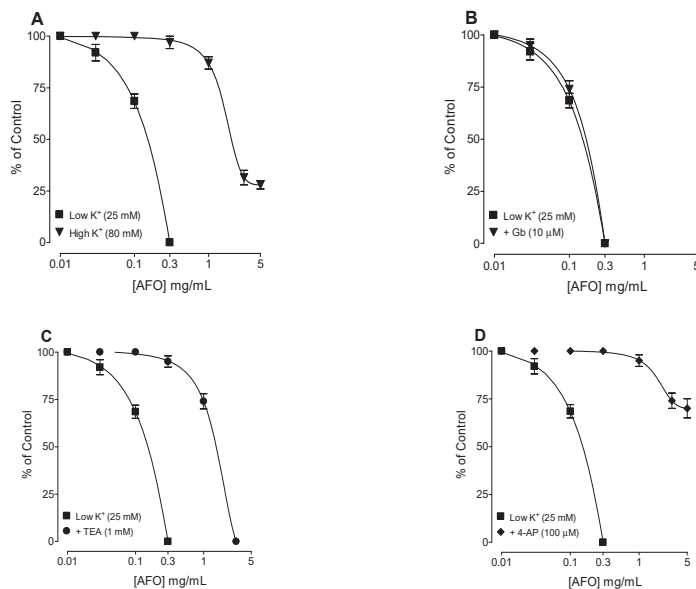 A
% of Control
100
75
50
25
0
Low K⁺ (25 mM)
High K⁺ (80 mM)
0.01 0.1 0.3 1 5
[AFO] mg/mL
B
% of Control
100
75
50
25
0
Low K⁺ (25 mM)
+ Gb (10 µM)
0.01 0.1 0.3 1 5
[AFO] mg/mL
C
% of Control
100
75
50
25
0
Low K⁺ (25 mM)
+ TEA (1 mM)
0.01 0.1 0.3 1 5
[AFO] mg/mL
D
% of Control
100
75
50
25
0
Low K⁺ (25 mM)
+ 4-AP (100 µM)
0.01 0.1 0.3 1 5
[AFO] mg/mL